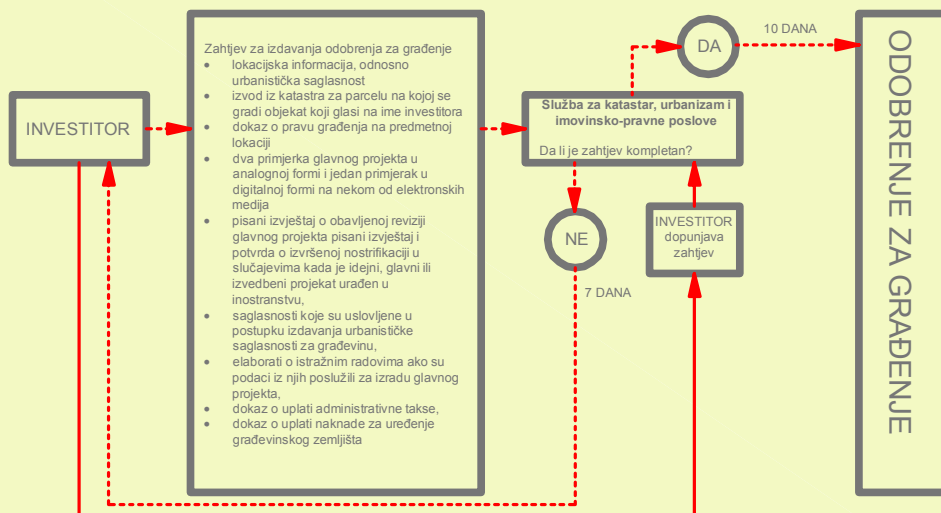 INVESTITOR
Zahtjev za izdavanja odobrenja za građenje
• lokacijska informacija, odnosno
urbanistička saglasnost
• izvod iz katastra za parcelu na kojoj se
gradi objekat koji glasi na ime investitora
• dokaz o pravu građenja na predmetnoj
lokaciji
• dva primjerka glavnog projekta u
analognoj formi i jedan primjerak u
digitalnoj formi na nekom od elektronskih
medija
• pisani izvještaj o obavljenoj reviziji
glavnog projekta pisani izvještaj i
potvrda o izvršenoj nostrifikaciji u
slučajevima kada je idejni, glavni ili
izvedbeni projekat urađen u
inostranstvu,
• saglasnosti koje su uslovljene u
postupku izdavanja urbanističke
saglasnosti za građevinu,
• elaborati o istražnim radovima ako su
podaci iz njih poslužili za izradu glavnog
projekta,
• dokaz o uplati administrativne takse,
• dokaz o uplati naknade za uređenje
građevinskog zemljišta
Služba za katastar, urbanizam i
imovinsko-pravne poslove
Da li je zahtjev kompletan?
DA
10 DANA
NE
7 DANA
INVESTITOR
dopunjava
zahtjev
ODOBRENJE ZA GRAĐENJE